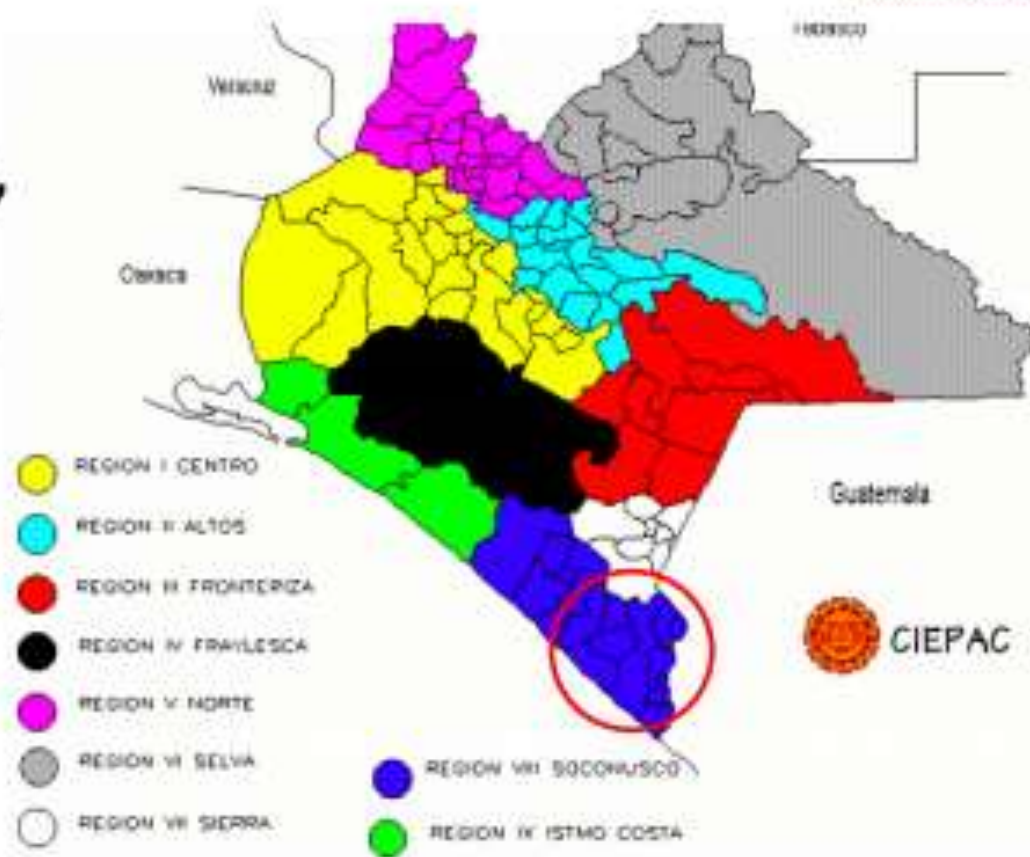 Tabasco
Veracruz
Oaxaca
Guatemala
REGION I CENTRO
REGION II ALTOS
REGION III FRONTERIZA
REGION IV FRAYLESCA
REGION V NORTE
REGION VI SELVA
REGION VII SIERRA
REGION VIII SOCONUSCO
REGION IX ISTMO COSTA
CIEPAC